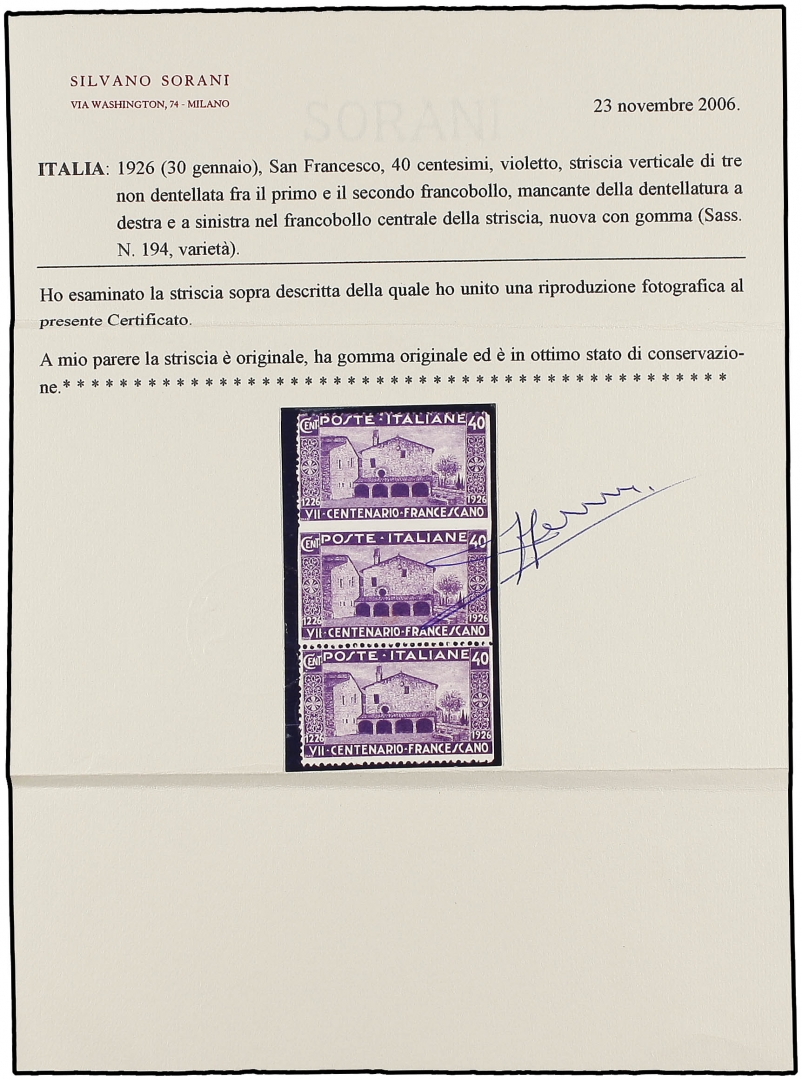 SILVANO SORANI
VIA WASHINGTON, 74 - MILANO
23 novembre 2006.
SORANI
ITALIA: 1926 (30 gennaio), San Francesco, 40 centesimi, violetto, striscia verticale di tre
non dentellata fra il primo e il secondo francobollo, mancante della dentellatura a
destra e a sinistra nel francobollo centrale della striscia, nuova con gomma (Sass.
N. 194, varietà).
Ho esaminato la striscia sopra descritta della quale ho unito una riproduzione fotografica al
presente Certificato.
A mio parere la striscia è originale, ha gomma originale ed è in ottimo stato di conservazio-
ne.* * * * * * * * * * * * * * * * * * * * * * * * * * * * * * * * * * * * * * * * * * * * * * *
CENT POSTE·ITALIANE 40
1226 1926
VII·CENTENARIO·FRANCESCANO
CENT POSTE·ITALIANE 40
1226 1926
VII·CENTENARIO·FRANCESCANO
CENT POSTE·ITALIANE 40
1226 1926
VII·CENTENARIO·FRANCESCANO